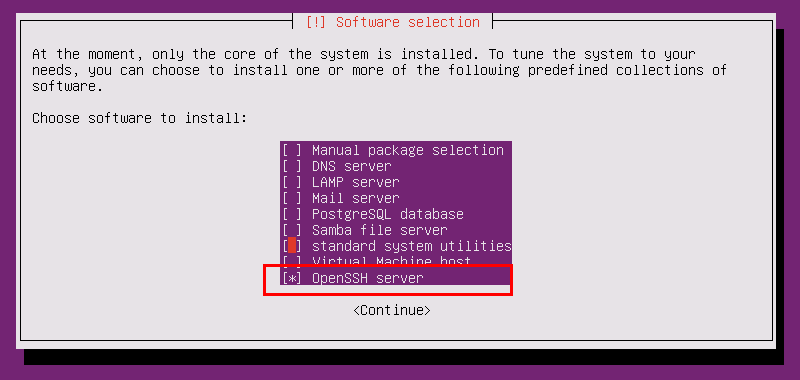 [!] Software selection
At the moment, only the core of the system is installed. To tune the system to your
needs, you can choose to install one or more of the following predefined collections of
software.
Choose software to install:
[ ] Manual package selection
[ ] DNS server
[ ] LAMP server
[ ] Mail server
[ ] PostgreSQL database
[ ] Samba file server
[ ] standard system utilities
[ ] Virtual Machine host
[*] OpenSSH server
<Continue>